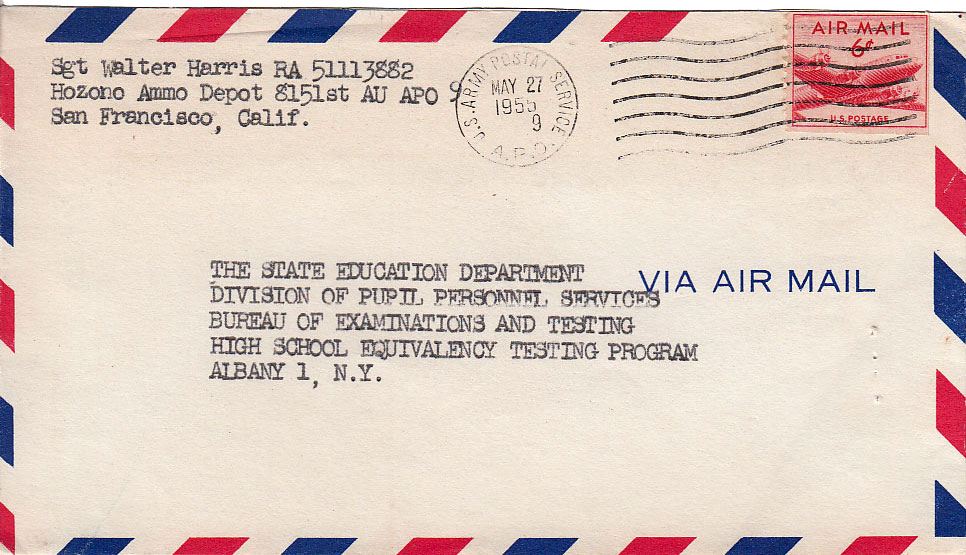 Sgt Walter Harris RA 51113882
Hozono Ammo Depot 8151st AU APO 9
San Francisco, Calif.
U.S. ARMY POSTAL SERVICE
MAY 27
1955
9
A.P.O.
AIR MAIL
6¢
U.S. POSTAGE
THE STATE EDUCATION DEPARTMENT
DIVISION OF PUPIL PERSONNEL SERVICES
BUREAU OF EXAMINATIONS AND TESTING
HIGH SCHOOL EQUIVALENCY TESTING PROGRAM
ALBANY 1, N.Y.
VIA AIR MAIL